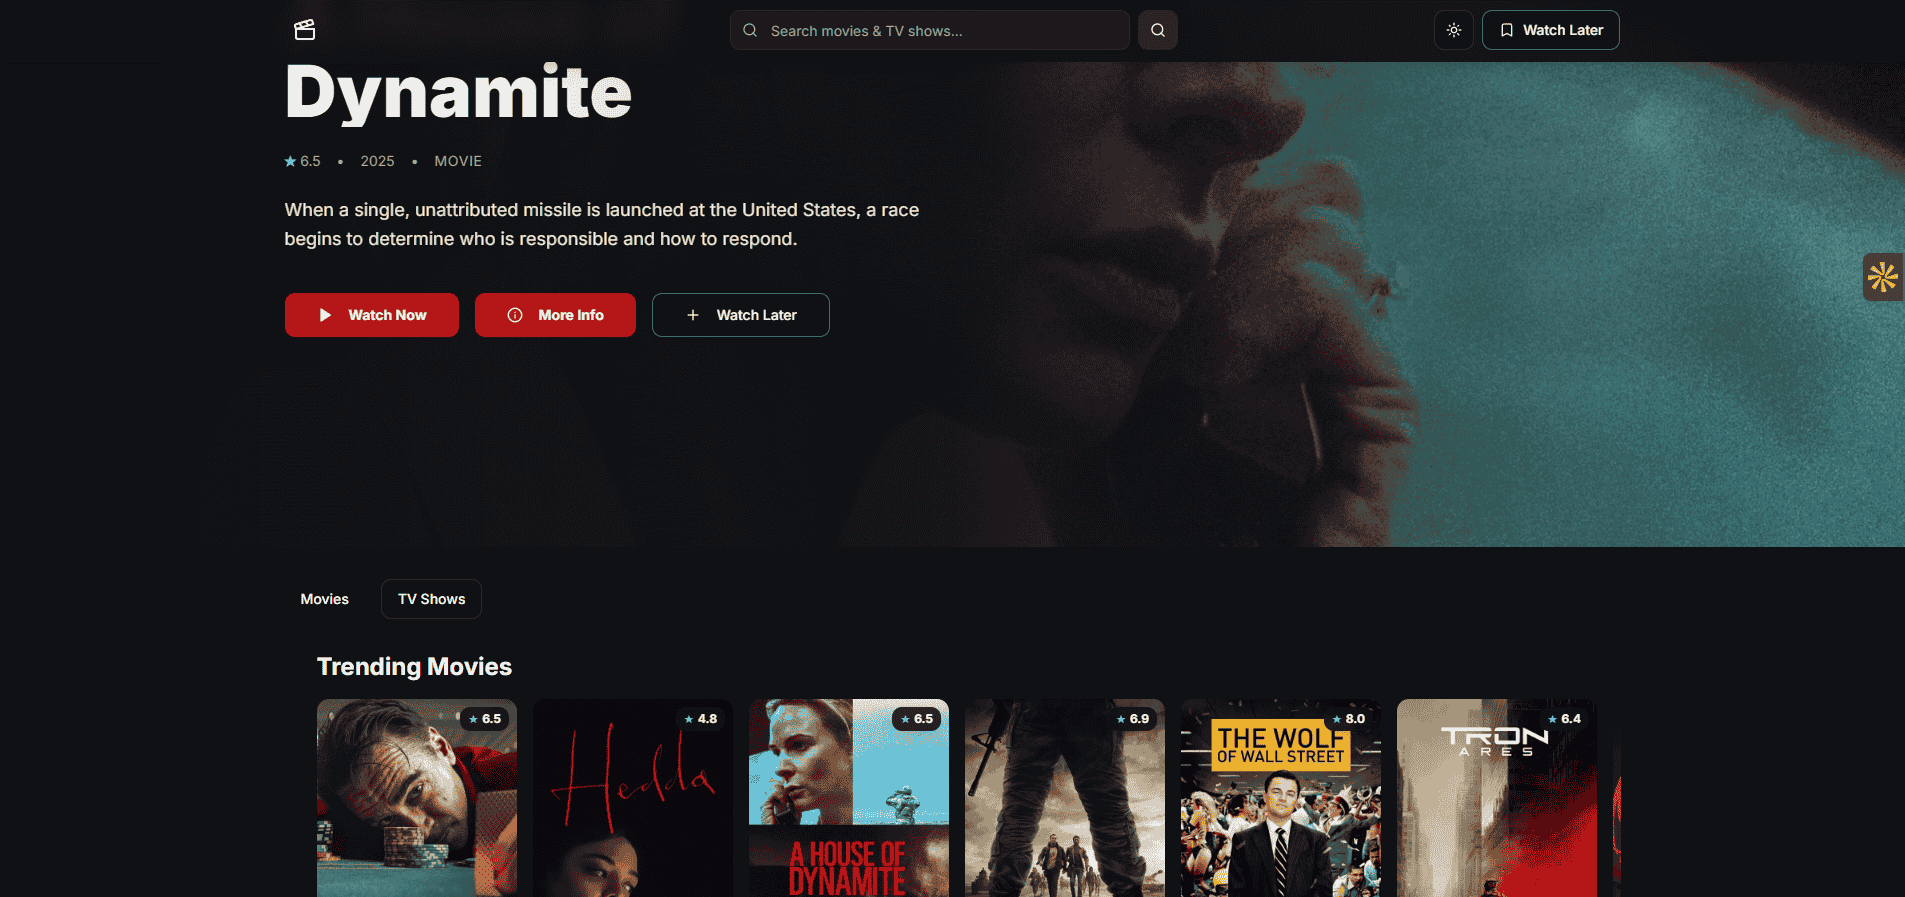 Search movies & TV shows...
Watch Later
Dynamite
6.5 • 2025 • MOVIE
When a single, unattributed missile is launched at the United States, a race
begins to determine who is responsible and how to respond.
Watch Now
More Info
Watch Later
Movies
TV Shows
Trending Movies
6.5
4.8
Hedda
6.5
A HOUSE OF
DYNAMITE
6.9
8.0
THE WOLF
OF WALL STREET
6.4
TRON
ARES